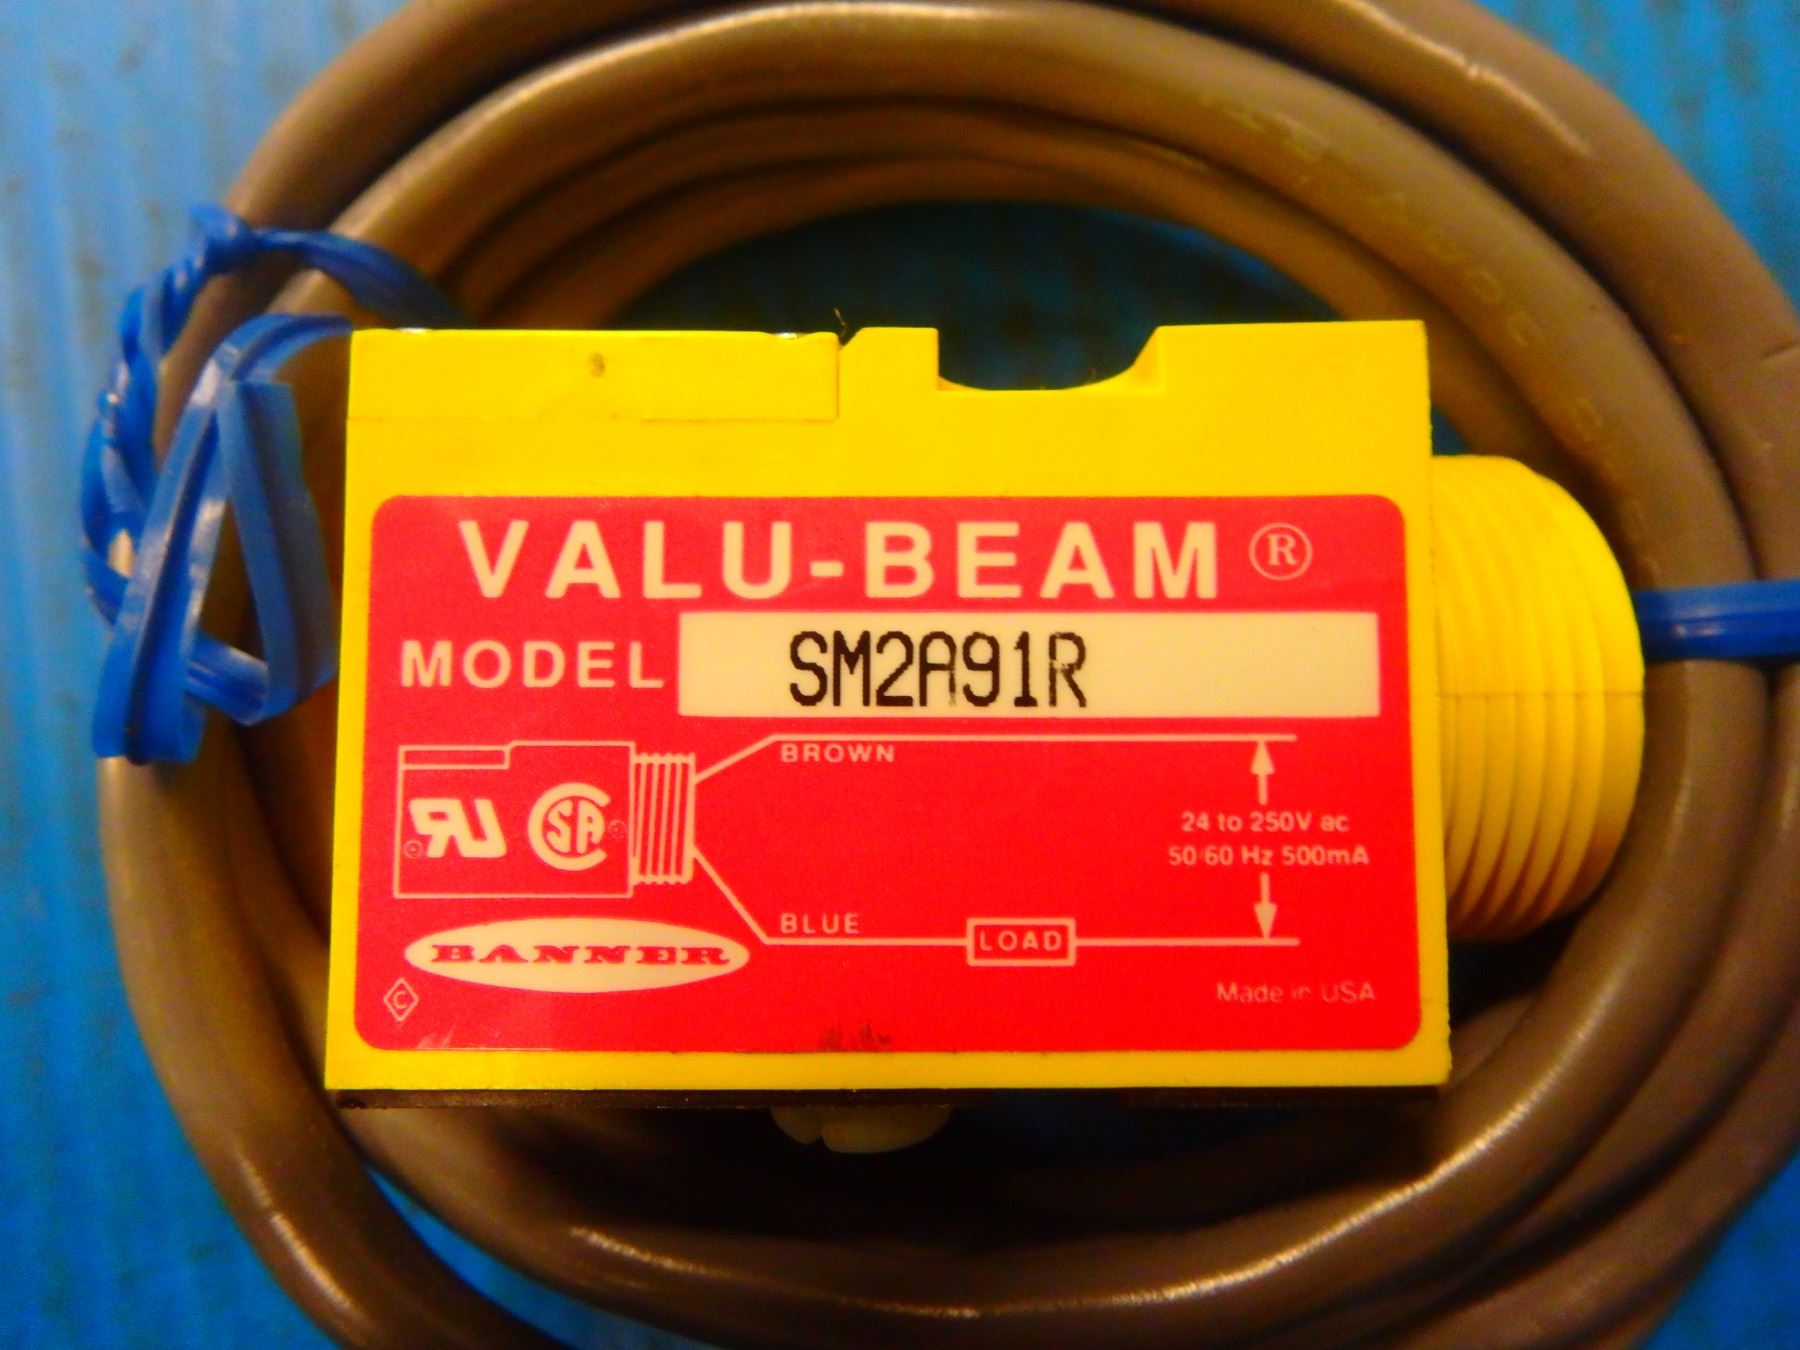 VALU-BEAM®
MODEL SM2A91R
BROWN
24 to 250V ac
50/60 Hz 500mA
BLUE
LOAD
BANNER
C
Made in USA
SA